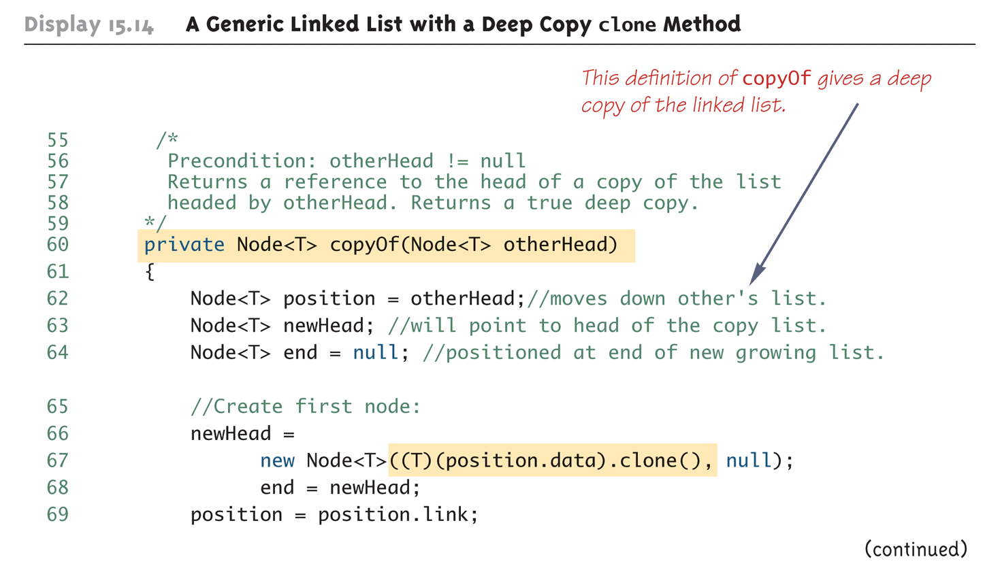 Display 15.14 A Generic Linked List with a Deep Copy clone Method
This definition of copyOf gives a deep
copy of the linked list.
55 /*
56 Precondition: otherHead != null
57 Returns a reference to the head of a copy of the list
58 headed by otherHead. Returns a true deep copy.
59 */
60 private Node<T> copyOf(Node<T> otherHead)
61 {
62 Node<T> position = otherHead;//moves down other's list.
63 Node<T> newHead; //will point to head of the copy list.
64 Node<T> end = null; //positioned at end of new growing list.
65 //Create first node:
66 newHead =
67 new Node<T>((T)(position.data).clone(), null);
68 end = newHead;
69 position = position.link;
(continued)